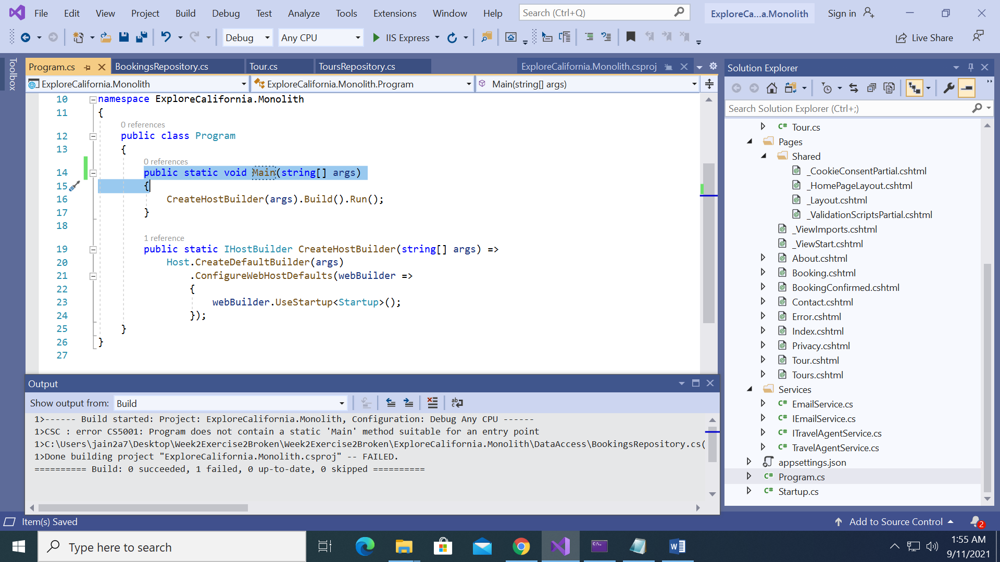 File Edit View Project Build Debug Test Analyze Tools Extensions Window Help Search (Ctrl+Q) ExploreCa...a.Monolith Sign in
Debug Any CPU IIS Express Live Share
Toolbox
Program.cs BookingsRepository.cs Tour.cs ToursRepository.cs ExploreCalifornia.Monolith.csproj
ExploreCalifornia.Monolith ExploreCalifornia.Monolith.Program Main(string[] args)
10 namespace ExploreCalifornia.Monolith
11 {
0 references
12 public class Program
13 {
0 references
14 public static void Main(string[] args)
15 {
16 CreateHostBuilder(args).Build().Run();
17 }
18
1 reference
19 public static IHostBuilder CreateHostBuilder(string[] args) =>
20 Host.CreateDefaultBuilder(args)
21 .ConfigureWebHostDefaults(webBuilder =>
22 {
23 webBuilder.UseStartup<Startup>();
24 });
25 }
26 }
27
Output
Show output from: Build
1>------ Build started: Project: ExploreCalifornia.Monolith, Configuration: Debug Any CPU ------
1>CSC : error CS5001: Program does not contain a static 'Main' method suitable for an entry point
1>C:\Users\jain2a7\Desktop\Week2Exercise2Broken\Week2Exercise2Broken\ExploreCalifornia.Monolith\DataAccess\BookingsRepository.cs(
1>Done building project "ExploreCalifornia.Monolith.csproj" -- FAILED.
========== Build: 0 succeeded, 1 failed, 0 up-to-date, 0 skipped ==========
Solution Explorer
Search Solution Explorer (Ctrl+;)
C# Tour.cs
Pages
Shared
_CookieConsentPartial.cshtml
_HomePageLayout.cshtml
_Layout.cshtml
_ValidationScriptsPartial.cshtml
_ViewImports.cshtml
_ViewStart.cshtml
About.cshtml
Booking.cshtml
BookingConfirmed.cshtml
Contact.cshtml
Error.cshtml
Index.cshtml
Privacy.cshtml
Tour.cshtml
Tours.cshtml
Services
C# EmailService.cs
C# IEmailService.cs
C# ITravelAgentService.cs
C# TravelAgentService.cs
appsettings.json
C# Program.cs
C# Startup.cs
Item(s) Saved Add to Source Control 2
Type here to search
1:55 AM
9/11/2021